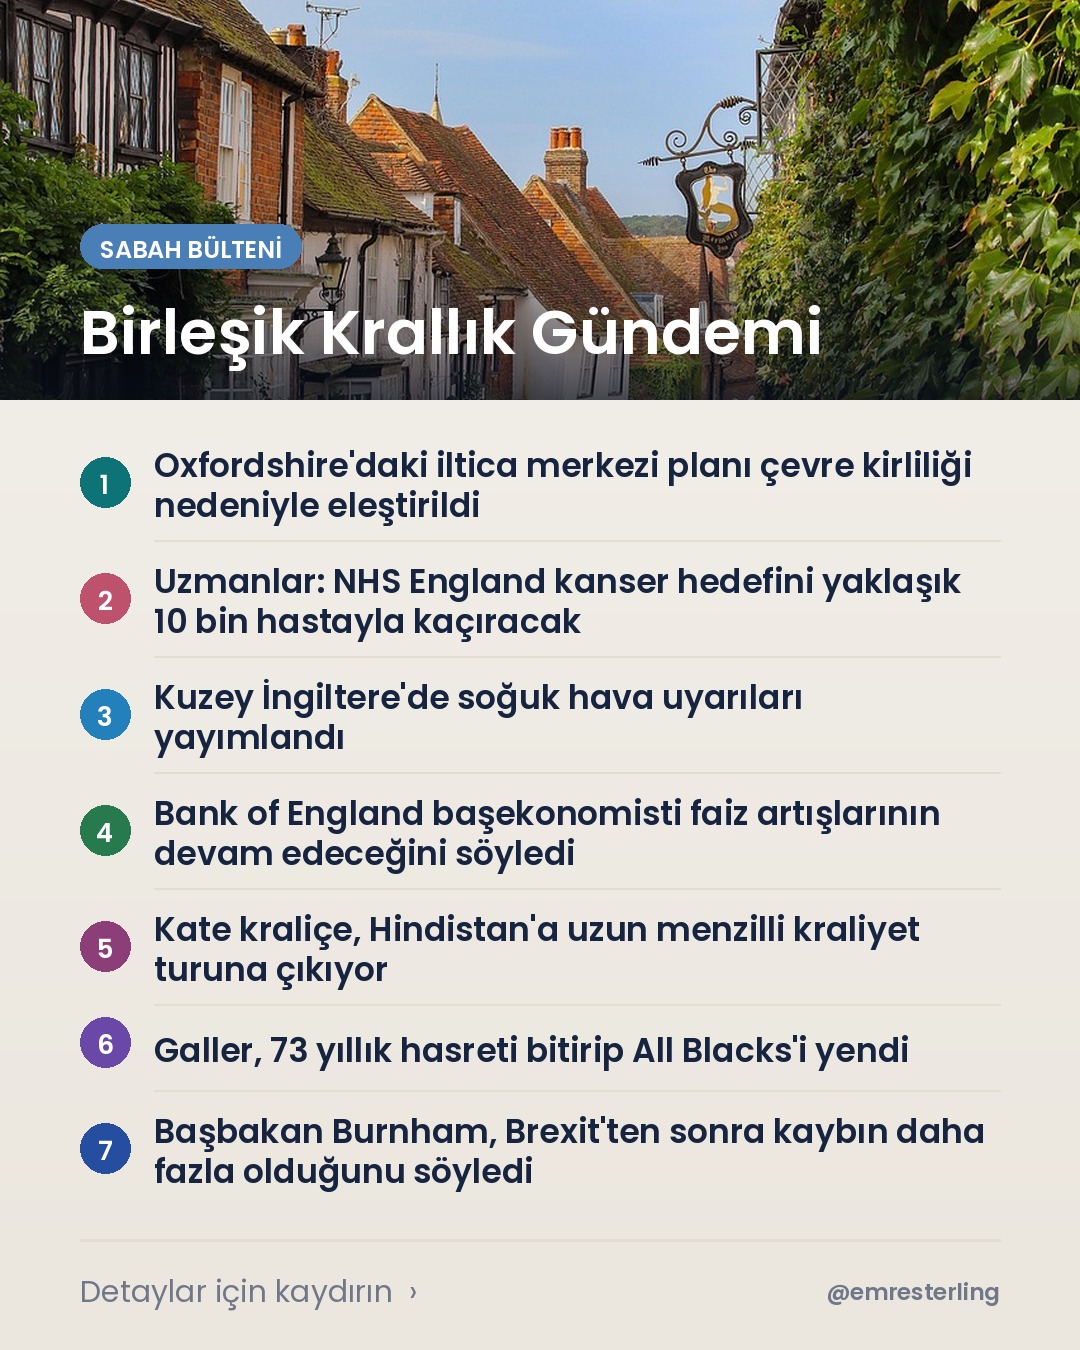 SABAH BÜLTENİ
Birleşik Krallık Gündemi
1
Oxfordshire'daki iltica merkezi planı çevre kirliliği
nedeniyle eleştirildi
2
Uzmanlar: NHS England kanser hedefini yaklaşık
10 bin hastayla kaçıracak
3
Kuzey İngiltere'de soğuk hava uyarıları
yayımlandı
4
Bank of England başekonomisti faiz artışlarının
devam edeceğini söyledi
5
Kate kraliçe, Hindistan'a uzun menzilli kraliyet
turuna çıkıyor
6
Galler, 73 yıllık hasreti bitirip All Blacks'i yendi
7
Başbakan Burnham, Brexit'ten sonra kaybın daha
fazla olduğunu söyledi
Detaylar için kaydırın ›
@emresterling